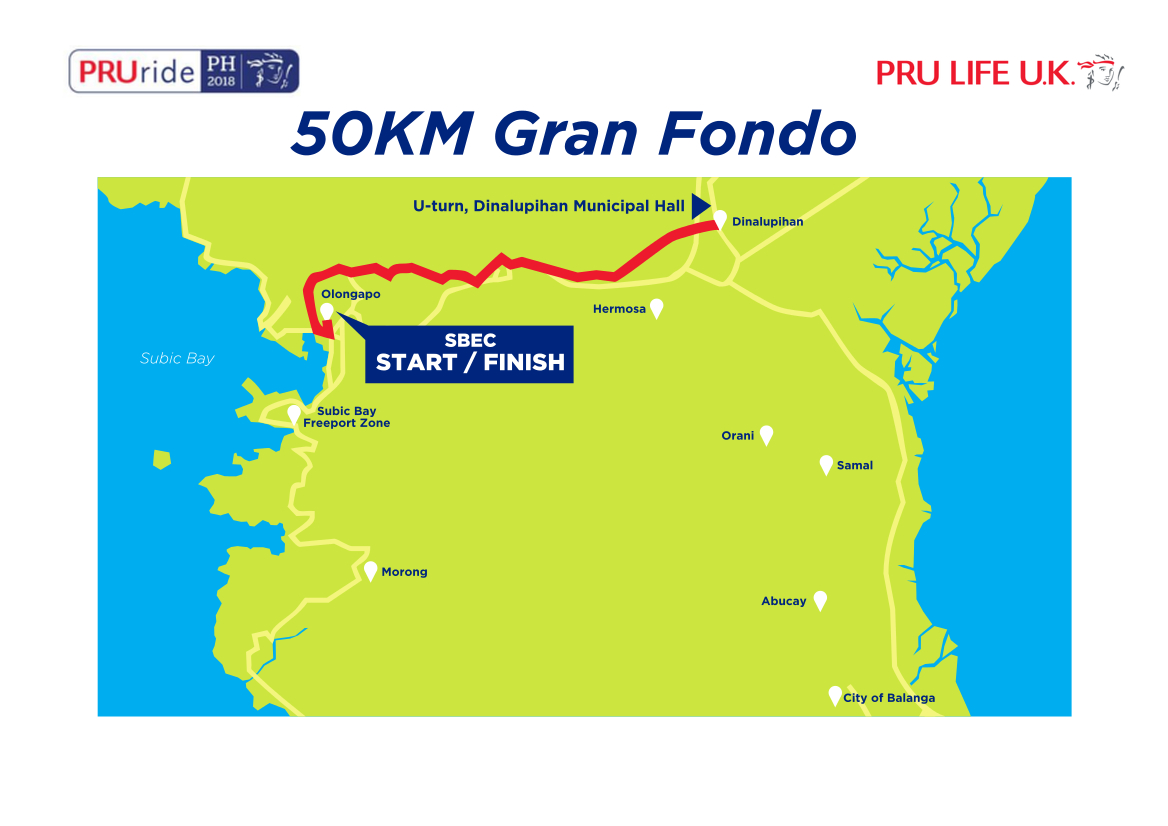 PRUride PH 2018
PRU LIFE U.K.
50KM Gran Fondo
U-turn, Dinalupihan Municipal Hall
Dinalupihan
Olongapo
Hermosa
SBEC
START / FINISH
Subic Bay
Subic Bay
Freeport Zone
Orani
Samal
Morong
Abucay
City of Balanga